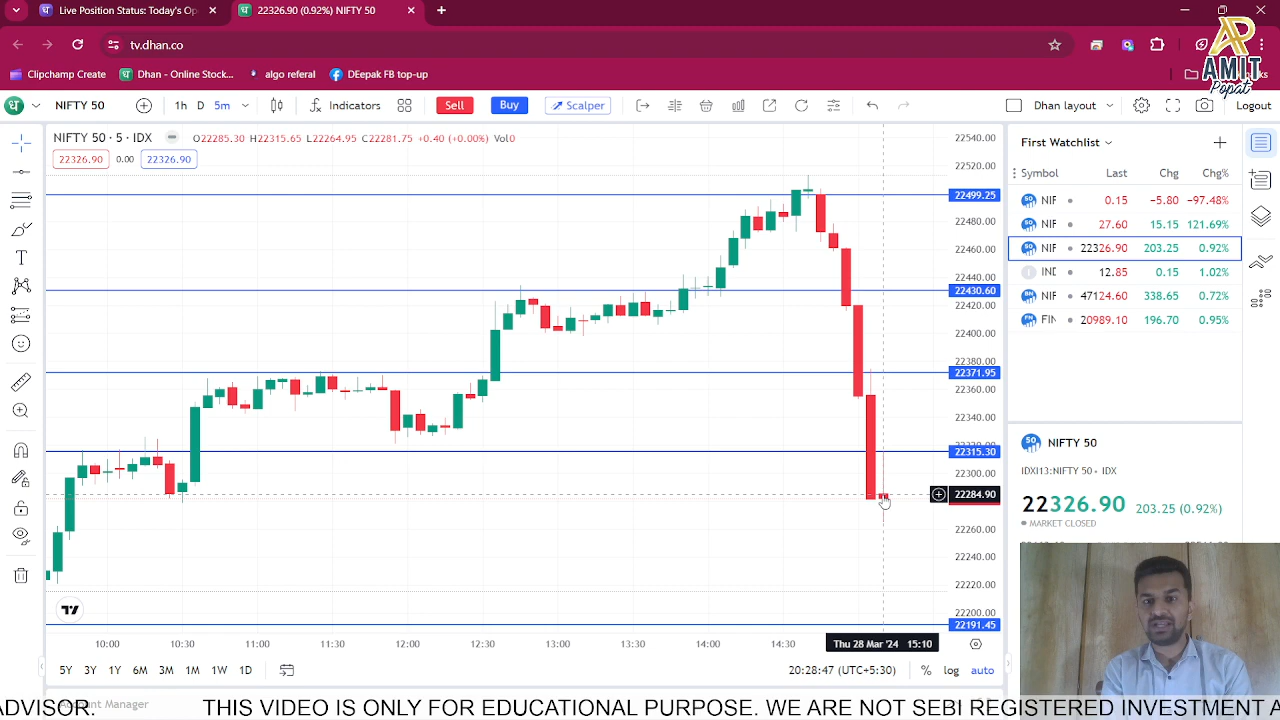 Live Position Status: Today's Op
22326.90 (0.92%) NIFTY 50
tv.dhan.co
AMIT
Popat
Clipchamp Create
Dhan - Online Stock...
algo referal
DEepak FB top-up
NIFTY 50
1h
D
5m
Indicators
Sell
Buy
Scalper
Dhan layout
Logout
NIFTY 50 · 5 · IDX
O22285.30 H22315.65 L22264.95 C22281.75 +0.40 (+0.00%) Vol0
22326.90
0.00
22326.90
22540.00
22520.00
22499.25
22480.00
22460.00
22440.00
22430.60
22420.00
22400.00
22380.00
22371.95
22360.00
22340.00
22315.30
22300.00
22284.90
22260.00
22240.00
22220.00
22200.00
22191.45
First Watchlist
Symbol Last Chg Chg%
NIF 0.15 −5.80 −97.48%
NIF 27.60 15.15 121.69%
NIF 22326.90 203.25 0.92%
INC 12.85 0.15 1.02%
NIF 47124.60 338.65 0.72%
FIN 20989.10 196.70 0.95%
NIFTY 50
IDXI13:NIFTY 50 IDX
22326.90 203.25 (0.92%)
MARKET CLOSED
10:00 10:30 11:00 11:30 12:00 12:30 13:00 13:30 14:00 14:30 Thu 28 Mar '24 15:10
5Y 3Y 1Y 6M 3M 1M 1W 1D
20:28:47 (UTC+5:30)
% log auto
Account Manager
ADVISOR. THIS VIDEO IS ONLY FOR EDUCATIONAL PURPOSE. WE ARE NOT SEBI REGISTERED INVESTMENT A